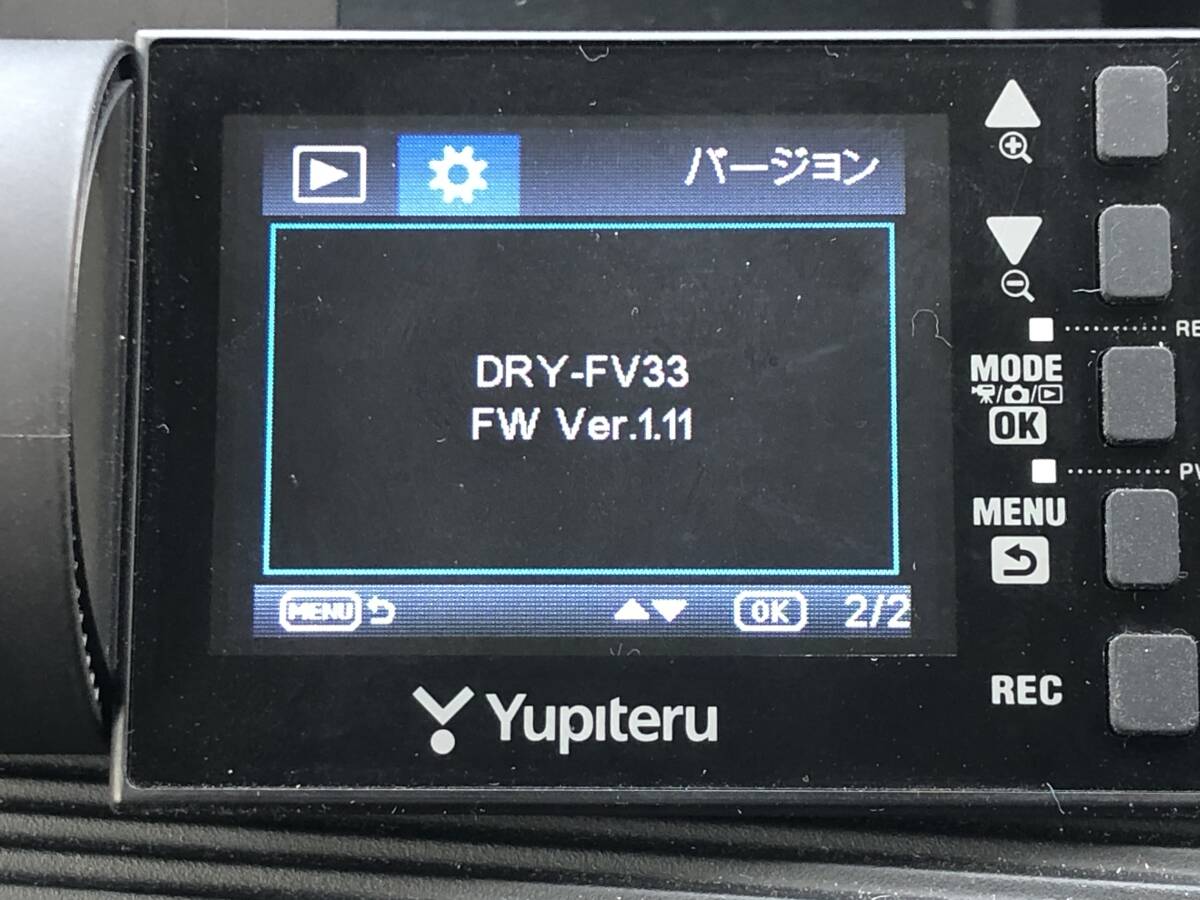 バージョン
DRY-FV33
FW Ver.1.11
MENU
OK
2/2
Yupiteru
MODE
OK
MENU
REC